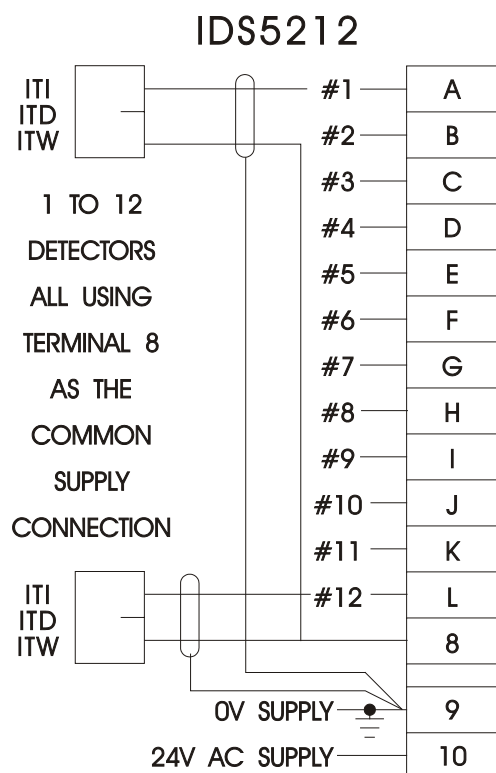 IDS5212
ITI
ITD
ITW
#1 A
#2 B
#3 C
#4 D
#5 E
#6 F
#7 G
#8 H
#9 I
#10 J
#11 K
#12 L
8
1 TO 12
DETECTORS
ALL USING
TERMINAL 8
AS THE
COMMON
SUPPLY
CONNECTION
ITI
ITD
ITW
0V SUPPLY 9
24V AC SUPPLY 10